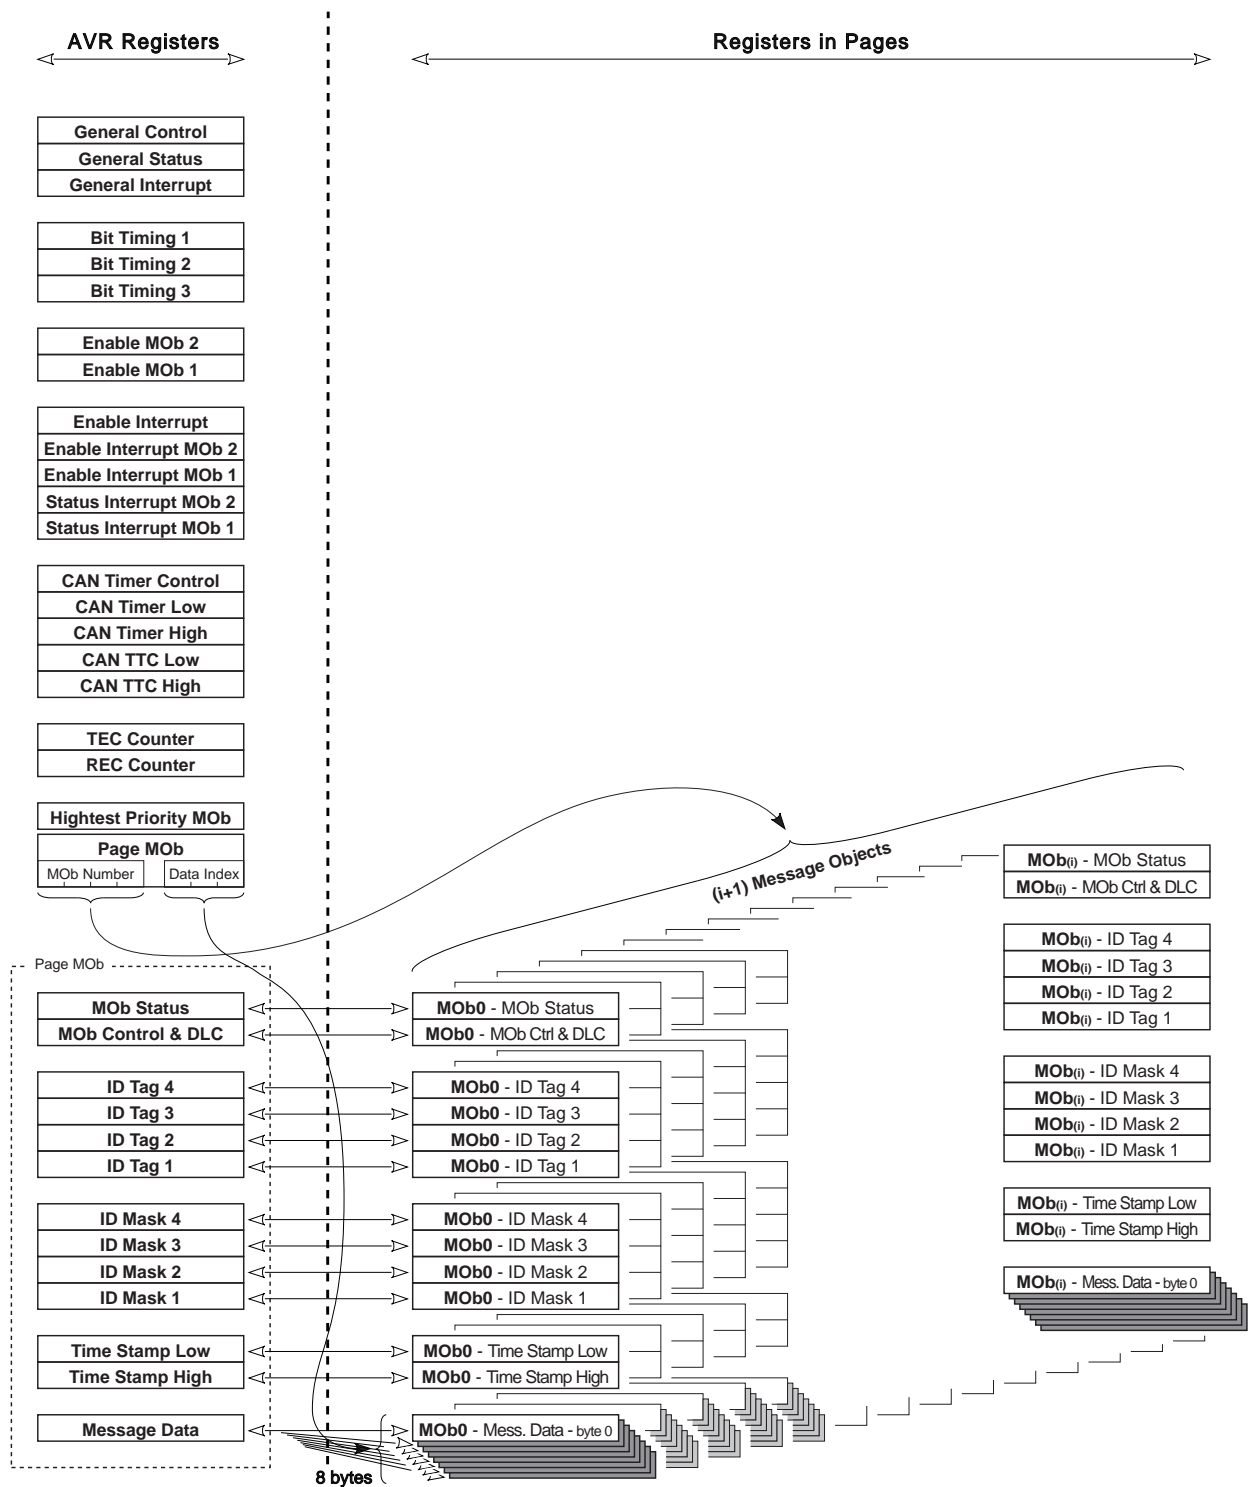 AVR Registers
Registers in Pages
General Control
General Status
General Interrupt
Bit Timing 1
Bit Timing 2
Bit Timing 3
Enable MOb 2
Enable MOb 1
Enable Interrupt
Enable Interrupt MOb 2
Enable Interrupt MOb 1
Status Interrupt MOb 2
Status Interrupt MOb 1
CAN Timer Control
CAN Timer Low
CAN Timer High
CAN TTC Low
CAN TTC High
TEC Counter
REC Counter
Hightest Priority MOb
Page MOb
MOb Number
Data Index
Page MOb
MOb Status
MOb Control & DLC
ID Tag 4
ID Tag 3
ID Tag 2
ID Tag 1
ID Mask 4
ID Mask 3
ID Mask 2
ID Mask 1
Time Stamp Low
Time Stamp High
Message Data
8 bytes
(i+1) Message Objects
MOb0 - MOb Status
MOb0 - MOb Ctrl & DLC
MOb0 - ID Tag 4
MOb0 - ID Tag 3
MOb0 - ID Tag 2
MOb0 - ID Tag 1
MOb0 - ID Mask 4
MOb0 - ID Mask 3
MOb0 - ID Mask 2
MOb0 - ID Mask 1
MOb0 - Time Stamp Low
MOb0 - Time Stamp High
MOb0 - Mess. Data - byte 0
MOb(i) - MOb Status
MOb(i) - MOb Ctrl & DLC
MOb(i) - ID Tag 4
MOb(i) - ID Tag 3
MOb(i) - ID Tag 2
MOb(i) - ID Tag 1
MOb(i) - ID Mask 4
MOb(i) - ID Mask 3
MOb(i) - ID Mask 2
MOb(i) - ID Mask 1
MOb(i) - Time Stamp Low
MOb(i) - Time Stamp High
MOb(i) - Mess. Data - byte 0